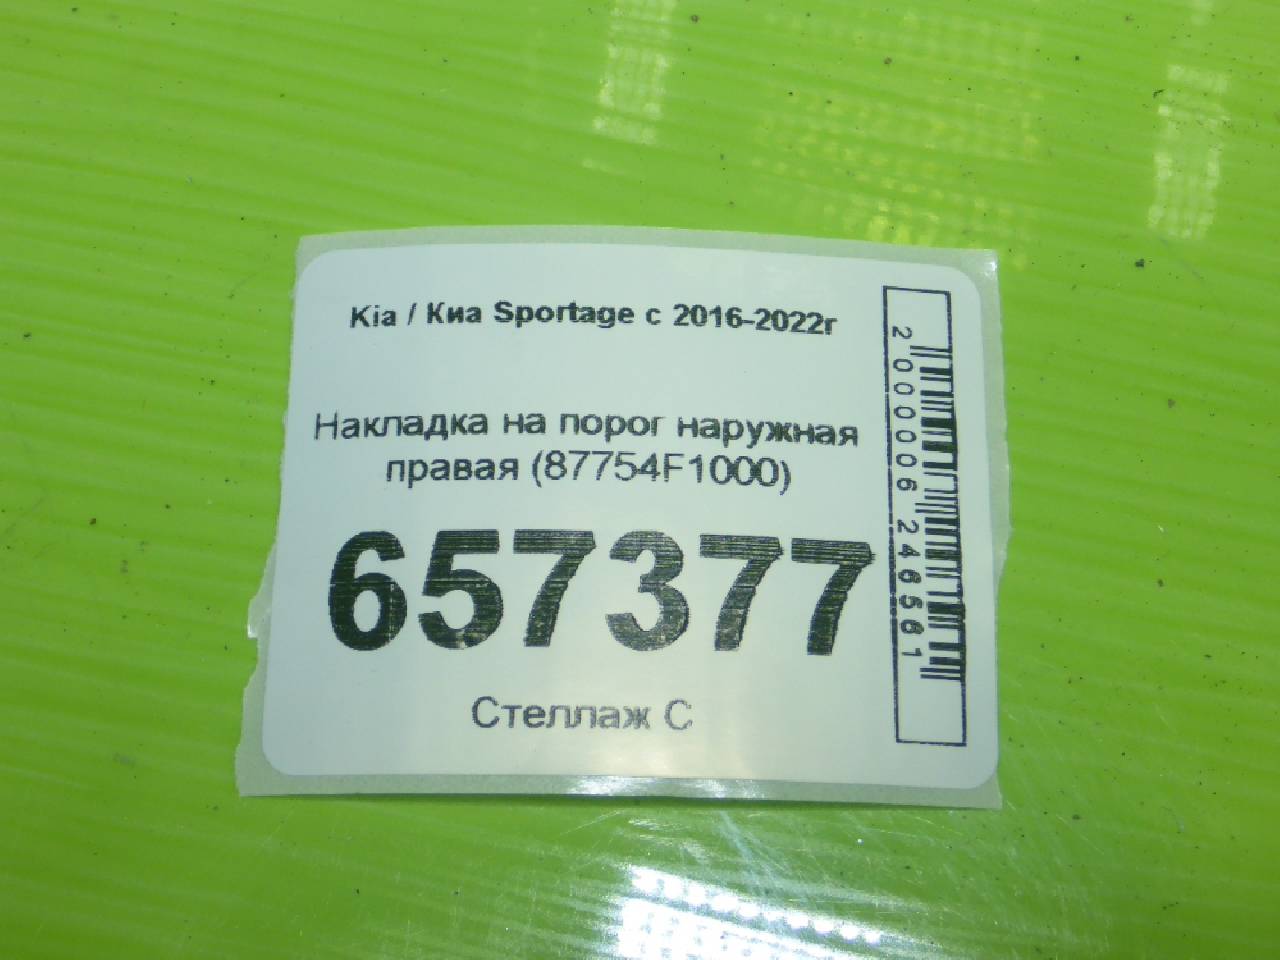 Kia / Киа Sportage с 2016-2022г
Накладка на порог наружная
правая (87754F1000)
657377
Стеллаж С
2000006246561